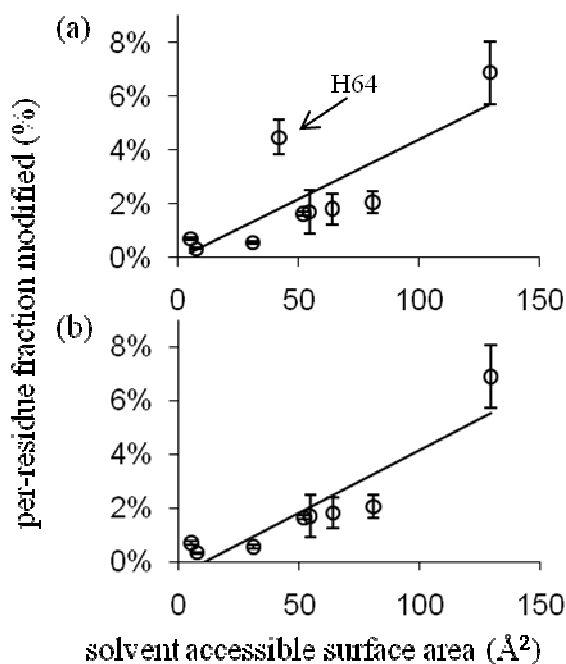 (a)
8%
6%
4%
2%
0%
H64
0 50 100 150
(b)
8%
6%
4%
2%
0%
0 50 100 150
per-residue fraction modified (%)
solvent accessible surface area (Å²)